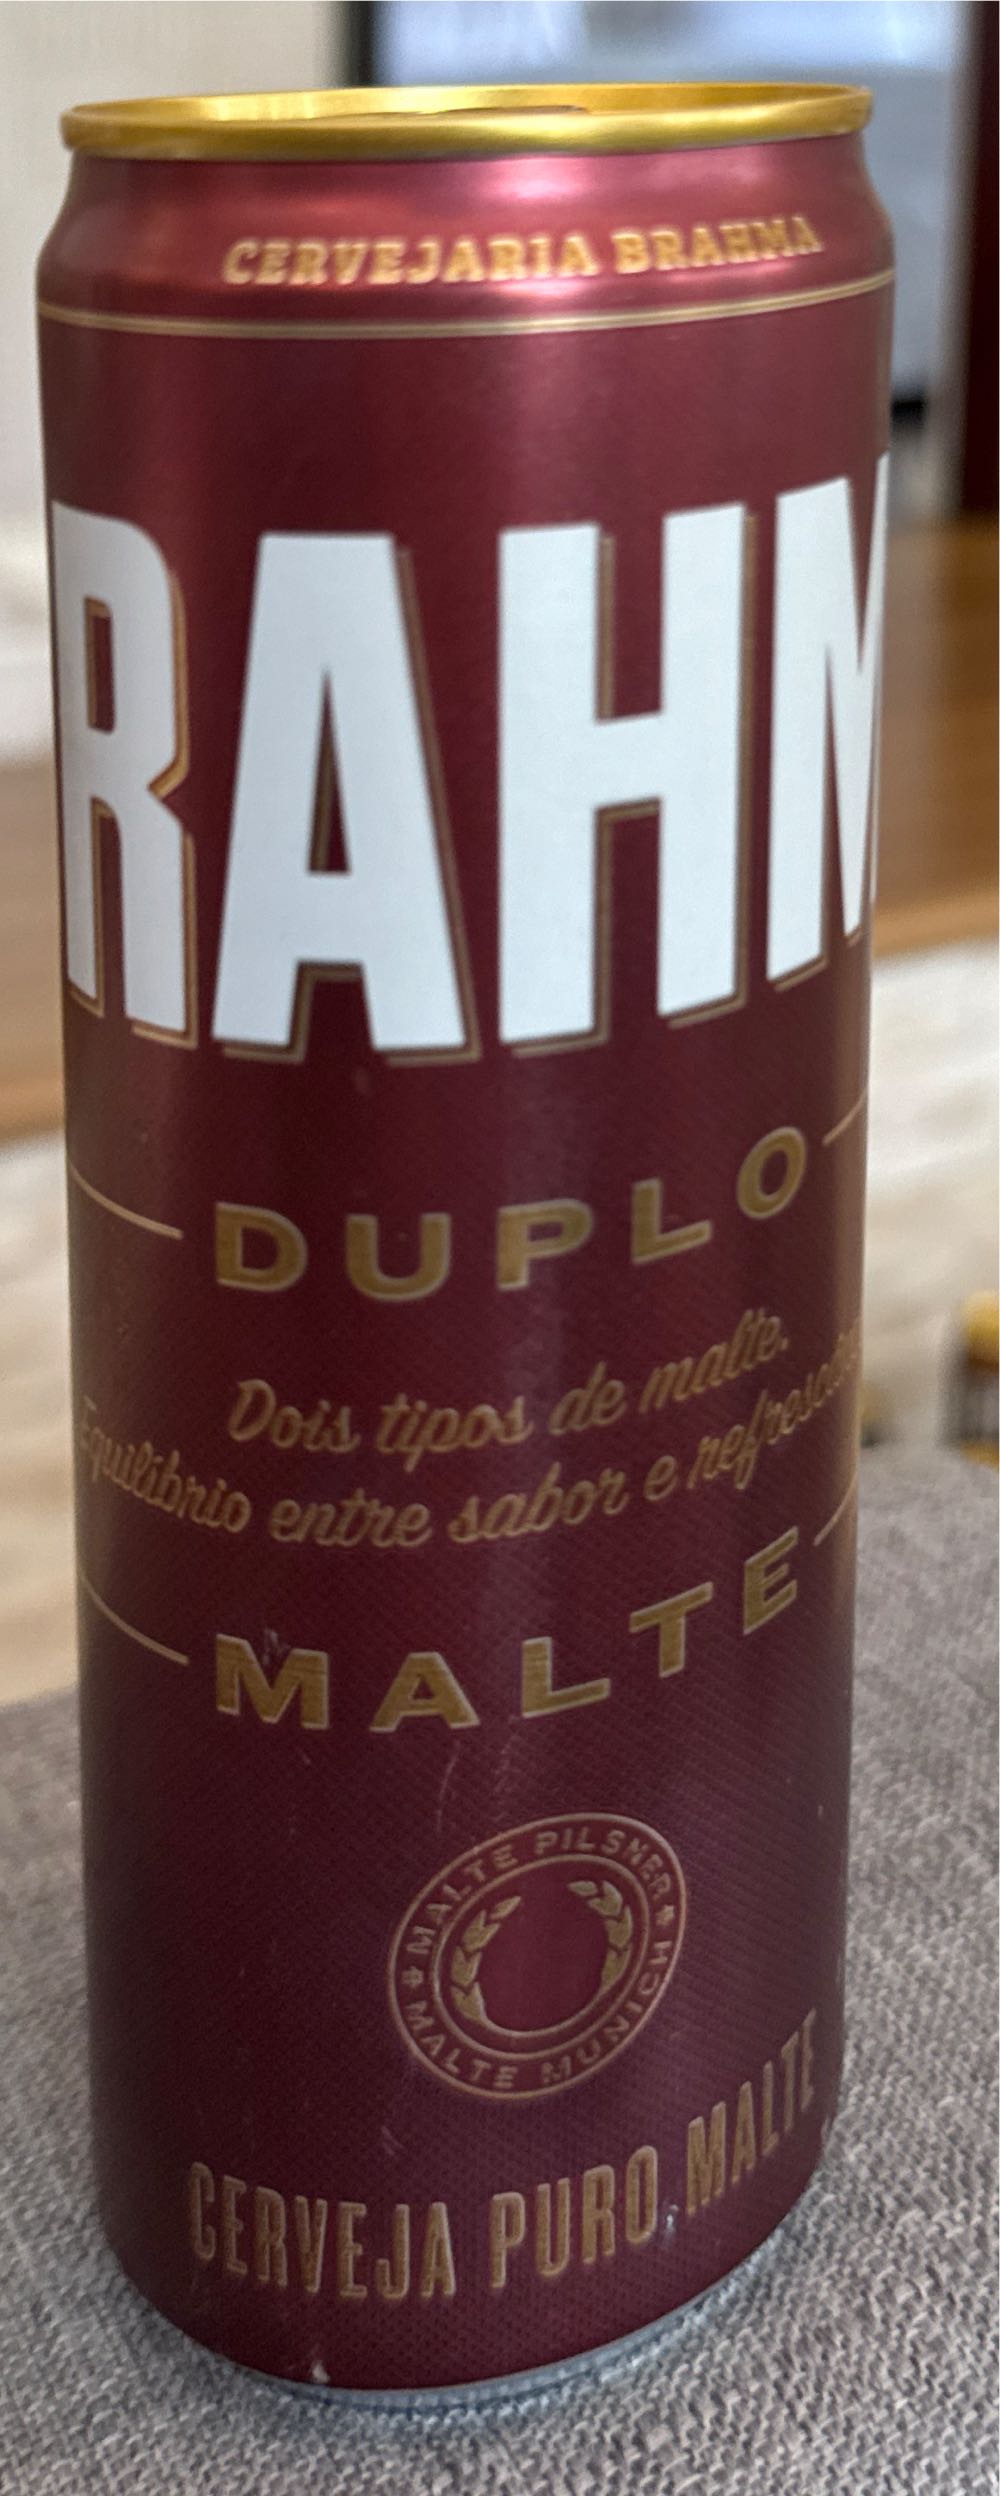 CERVEJARIA BRAHMA
RAHM
DUPLO
Dois tipos de malte.
Equilíbrio entre sabor e
MALTE
MALTE PILSNER
MALTE MUNICH
CERVEJA PURO MALTE